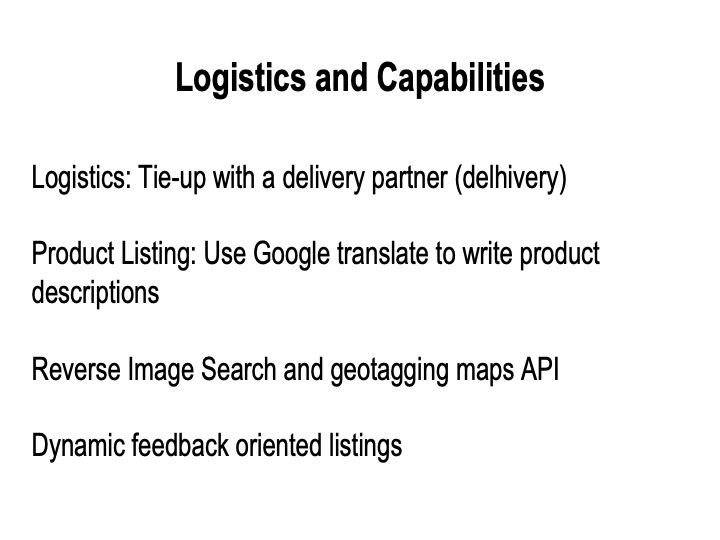 Logistics and Capabilities
Logistics: Tie-up with a delivery partner (delhivery)
Product Listing: Use Google translate to write product
descriptions
Reverse Image Search and geotagging maps API
Dynamic feedback oriented listings